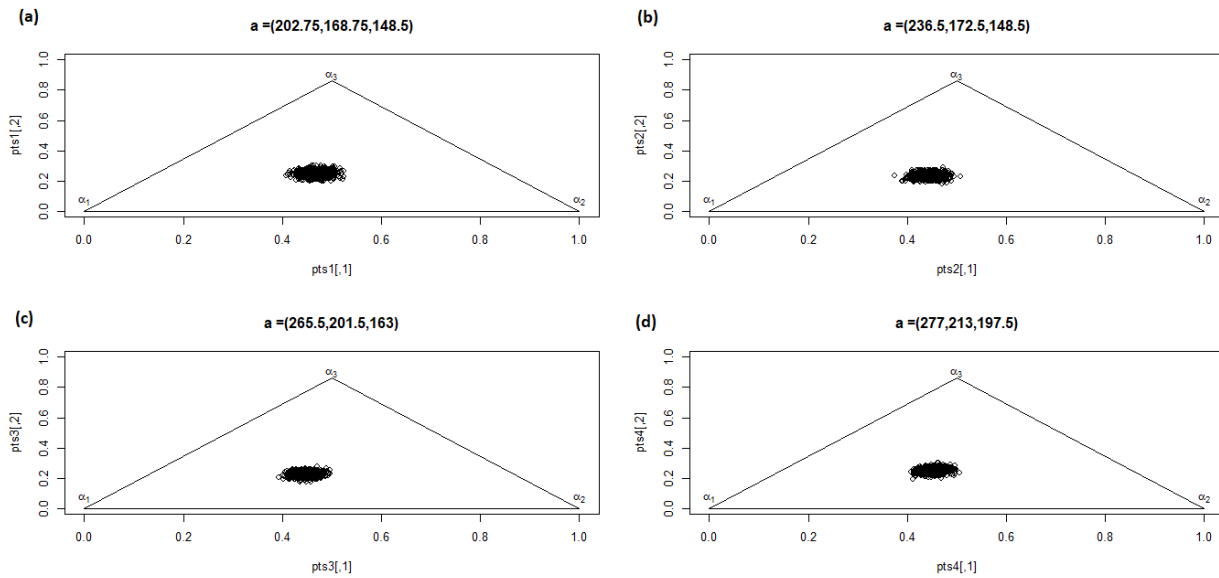 (a)
a =(202.75,168.75,148.5)
pts1[,2]
0.0 0.2 0.4 0.6 0.8 1.0
α3
α1
α2
0.0 0.2 0.4 0.6 0.8 1.0
pts1[,1]
(b)
a =(236.5,172.5,148.5)
pts2[,2]
0.0 0.2 0.4 0.6 0.8 1.0
α3
α1
α2
0.0 0.2 0.4 0.6 0.8 1.0
pts2[,1]
(c)
a =(265.5,201.5,163)
pts3[,2]
0.0 0.2 0.4 0.6 0.8 1.0
α3
α1
α2
0.0 0.2 0.4 0.6 0.8 1.0
pts3[,1]
(d)
a =(277,213,197.5)
pts4[,2]
0.0 0.2 0.4 0.6 0.8 1.0
α3
α1
α2
0.0 0.2 0.4 0.6 0.8 1.0
pts4[,1]